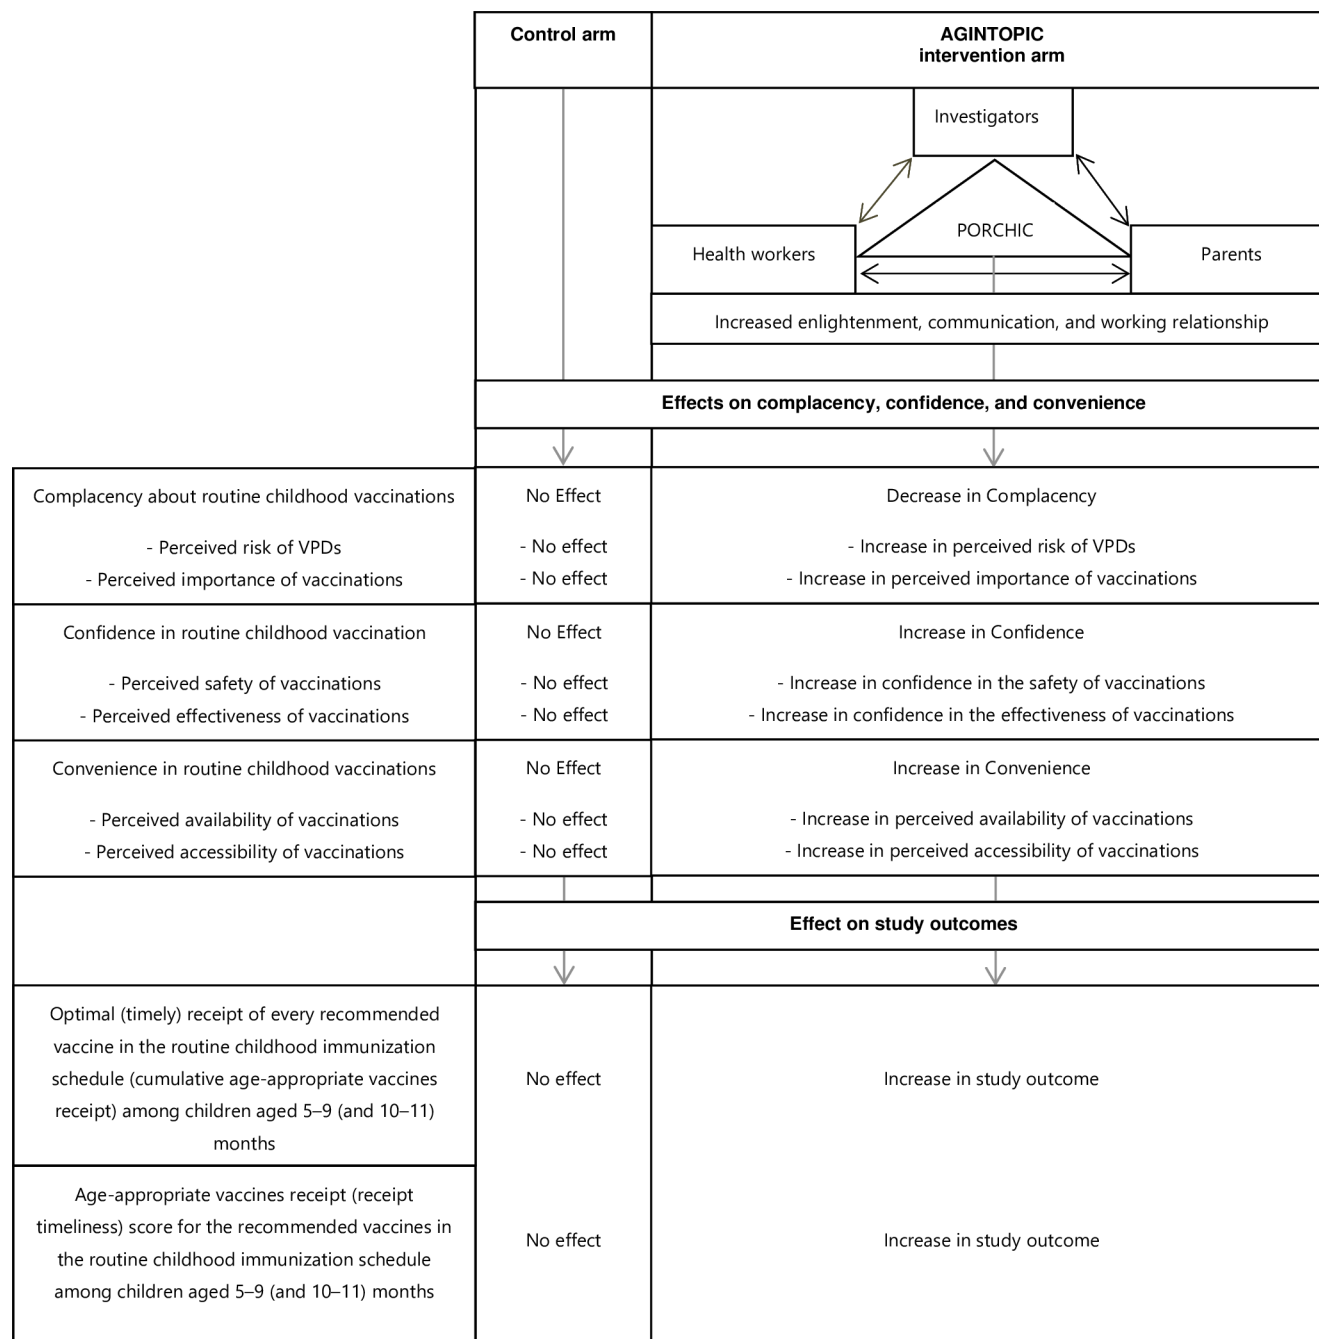 Control arm
AGINTOPIC
intervention arm
Investigators
PORCHIC
Health workers
Parents
Increased enlightenment, communication, and working relationship
Effects on complacency, confidence, and convenience
Complacency about routine childhood vaccinations
No Effect
Decrease in Complacency
- Perceived risk of VPDs
- No effect
- Increase in perceived risk of VPDs
- Perceived importance of vaccinations
- No effect
- Increase in perceived importance of vaccinations
Confidence in routine childhood vaccination
No Effect
Increase in Confidence
- Perceived safety of vaccinations
- No effect
- Increase in confidence in the safety of vaccinations
- Perceived effectiveness of vaccinations
- No effect
- Increase in confidence in the effectiveness of vaccinations
Convenience in routine childhood vaccinations
No Effect
Increase in Convenience
- Perceived availability of vaccinations
- No effect
- Increase in perceived availability of vaccinations
- Perceived accessibility of vaccinations
- No effect
- Increase in perceived accessibility of vaccinations
Effect on study outcomes
Optimal (timely) receipt of every recommended
vaccine in the routine childhood immunization
schedule (cumulative age-appropriate vaccines
receipt) among children aged 5–9 (and 10–11)
months
No effect
Increase in study outcome
Age-appropriate vaccines receipt (receipt
timeliness) score for the recommended vaccines in
the routine childhood immunization schedule
among children aged 5–9 (and 10–11) months
No effect
Increase in study outcome